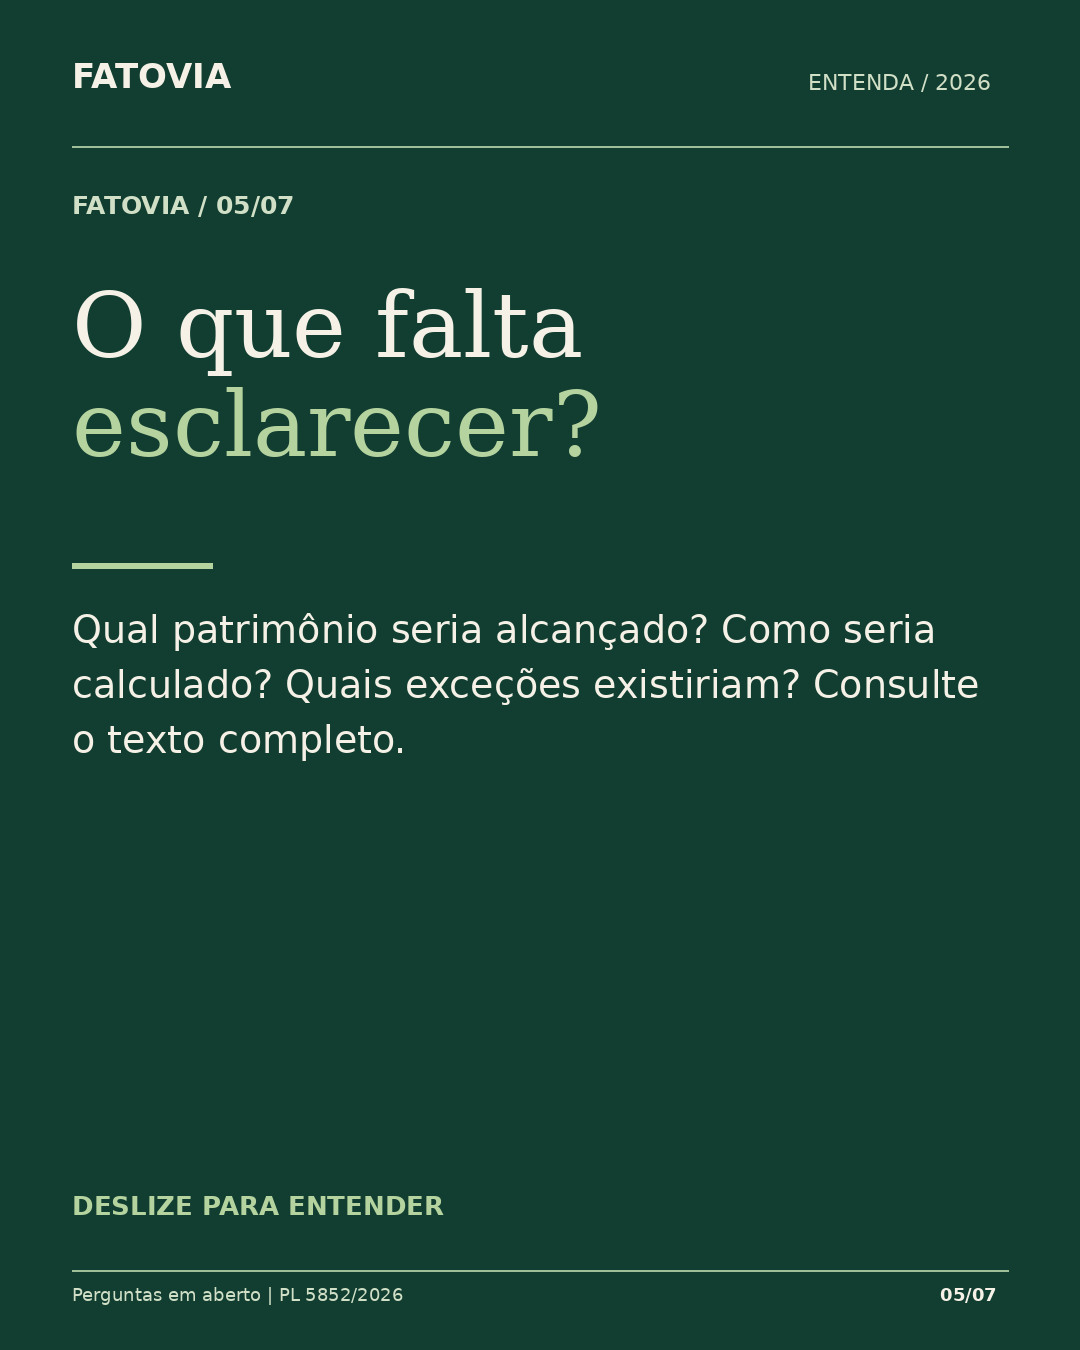 FATOVIA
ENTENDA / 2026
FATOVIA / 05/07
O que falta
esclarecer?
Qual patrimônio seria alcançado? Como seria
calculado? Quais exceções existiriam? Consulte
o texto completo.
DESLIZE PARA ENTENDER
Perguntas em aberto | PL 5852/2026
05/07